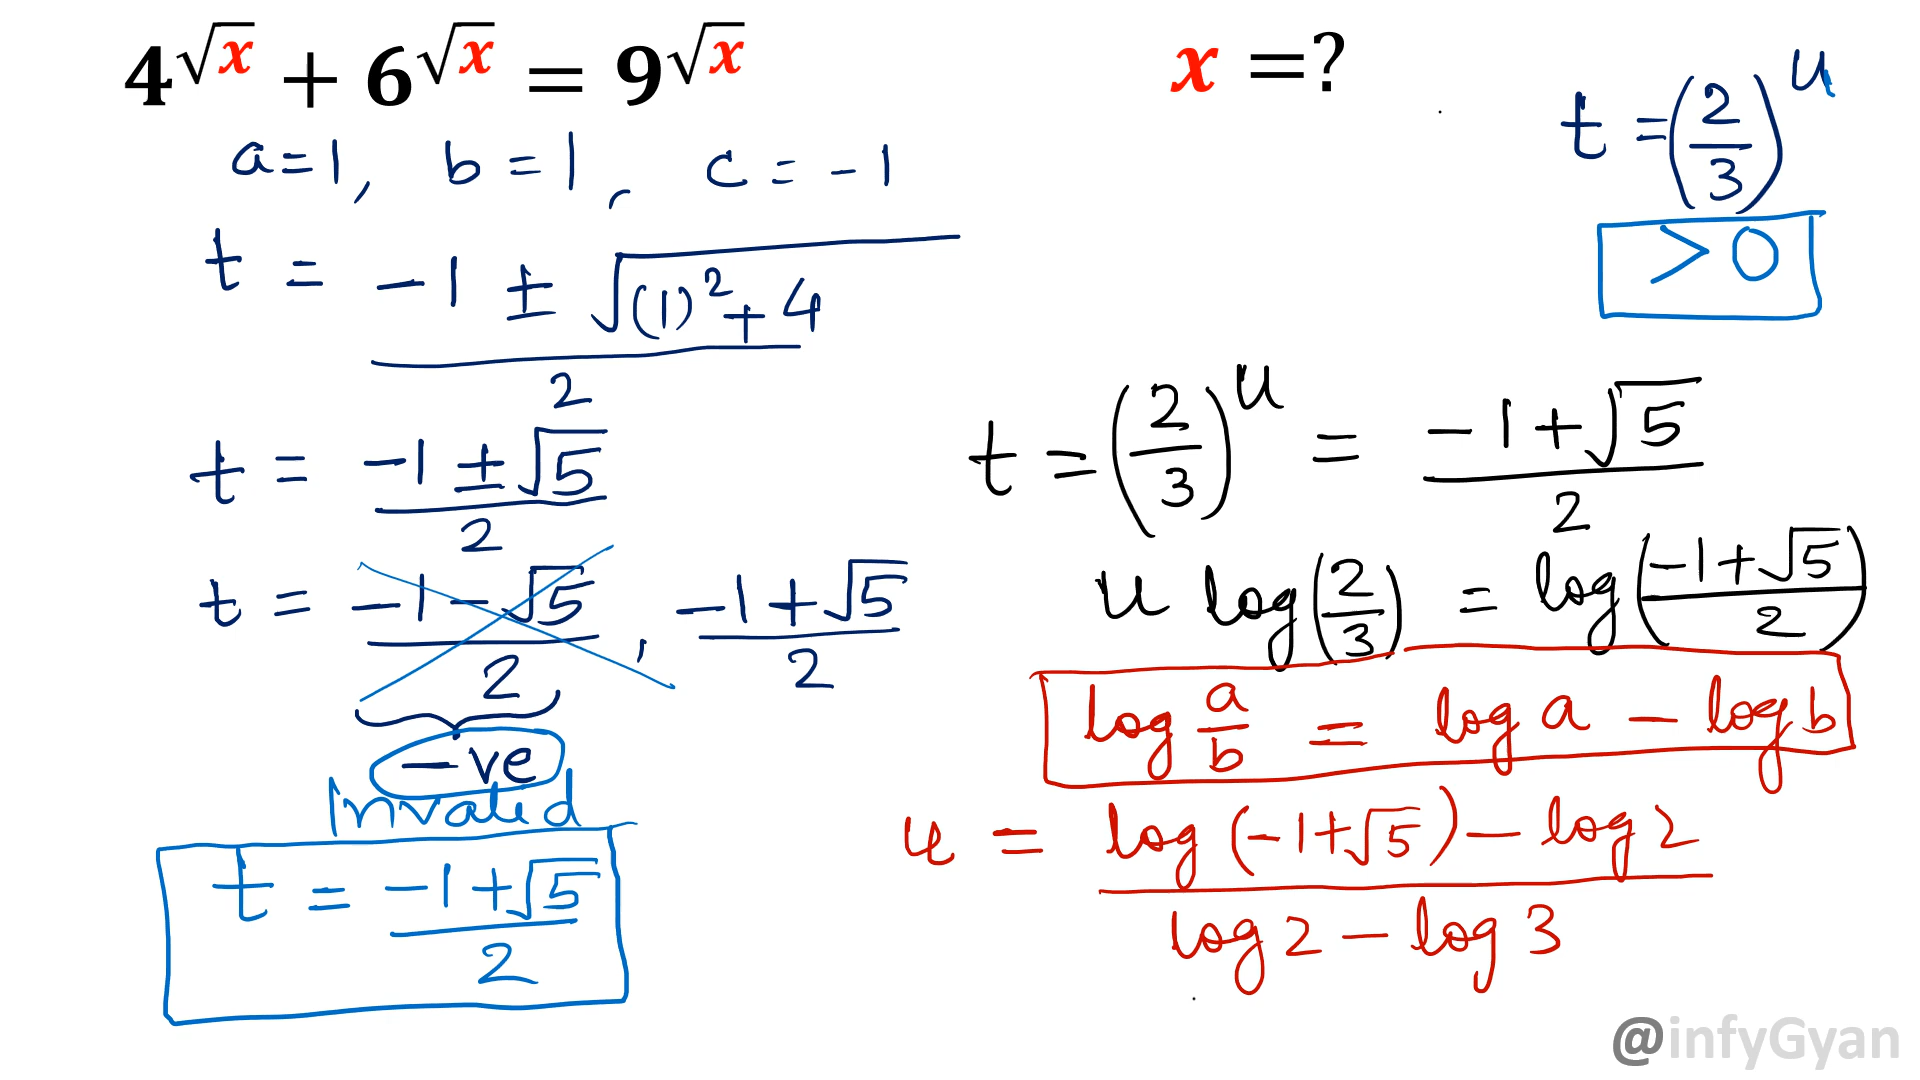 4^√x + 6^√x = 9^√x
x =?
a=1, b=1, c=-1
t = (-1 ± √((1)²+4))/2
t = (-1 ± √5)/2
t = (-1-√5)/2, (-1+√5)/2
-ve
Invalid
t = (-1+√5)/2
t = (2/3)^u
>0
t = (2/3)^u = (-1+√5)/2
u log(2/3) = log((-1+√5)/2)
log a/b = log a - log b
u = (log(-1+√5) - log 2)/(log 2 - log 3)
@infyGyan